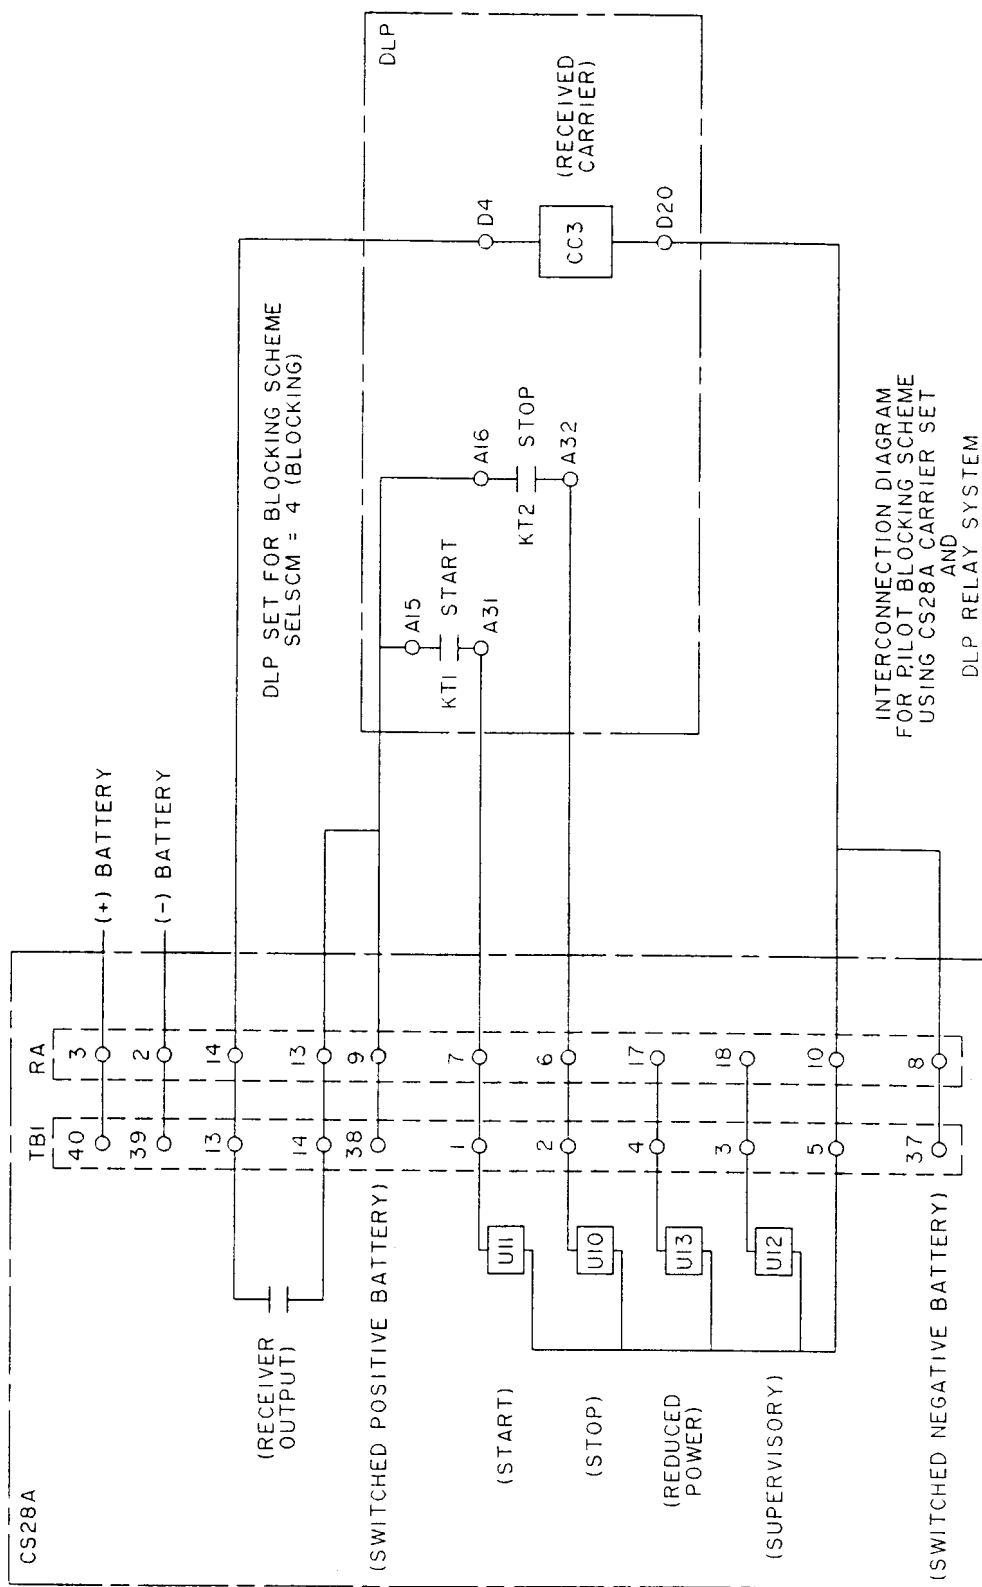 CS28A
TB1
RA
40
3
(+) BATTERY
39
2
(-) BATTERY
13
14
(RECEIVER
OUTPUT)
14
13
(SWITCHED POSITIVE BATTERY)
38
9
(START)
U11
1
7
(STOP)
U10
2
6
(REDUCED
POWER)
U13
4
17
(SUPERVISORY)
U12
3
18
5
10
(SWITCHED NEGATIVE BATTERY)
37
8
DLP SET FOR BLOCKING SCHEME
SELSCM = 4 (BLOCKING)
DLP
A15
KT1
START
A31
A16
KT2
STOP
A32
D4
CC3
(RECEIVED
CARRIER)
D20
INTERCONNECTION DIAGRAM
FOR PILOT BLOCKING SCHEME
USING CS28A CARRIER SET
AND
DLP RELAY SYSTEM